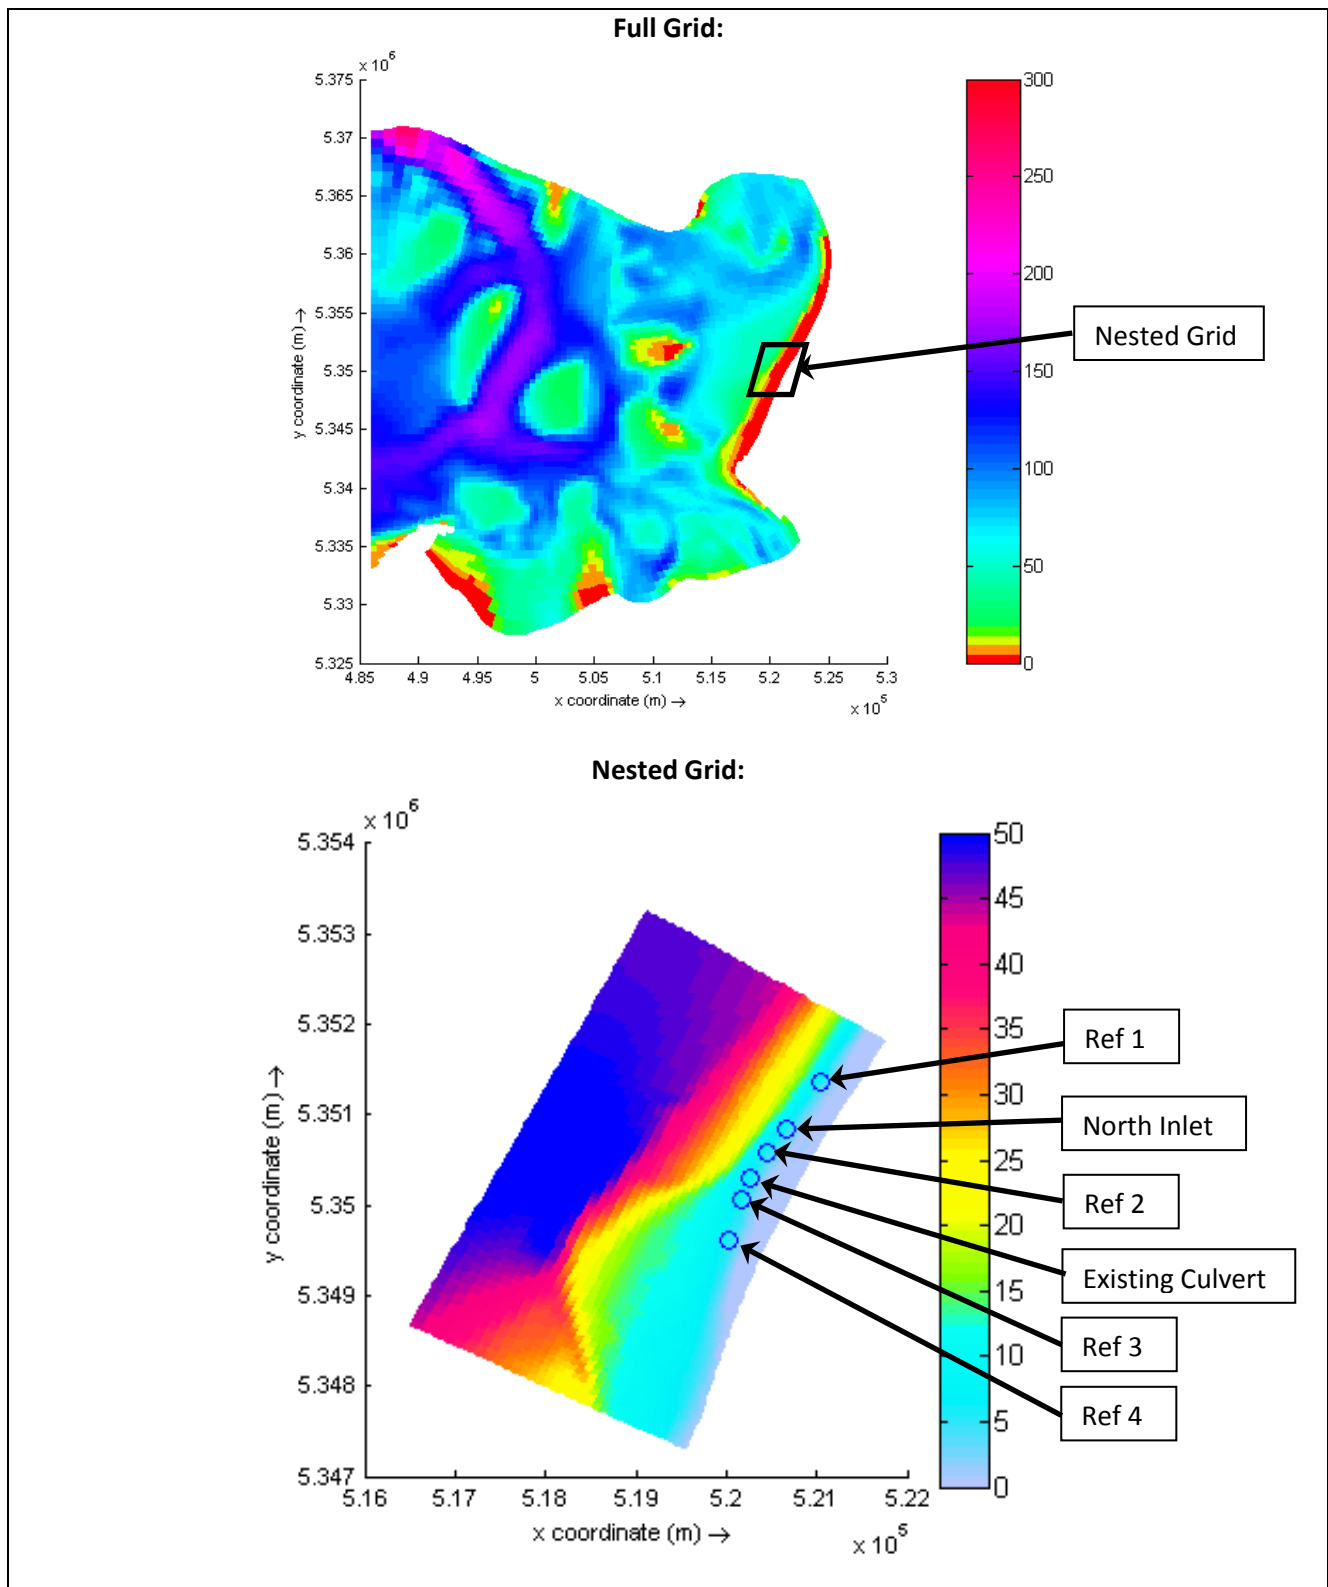 Full Grid:
x 10^6
5.375
5.37
5.365
5.36
5.355
5.35
5.345
5.34
5.335
5.33
5.325
y coordinate (m) →
4.85 4.9 4.95 5 5.05 5.1 5.15 5.2 5.25 5.3
x coordinate (m) →
x 10^5
300
250
200
150
100
50
0
Nested Grid
Nested Grid:
x 10^6
5.354
5.353
5.352
5.351
5.35
5.349
5.348
5.347
y coordinate (m) →
5.16 5.17 5.18 5.19 5.2 5.21 5.22
x coordinate (m) →
x 10^5
50
45
40
35
30
25
20
15
10
5
0
Ref 1
North Inlet
Ref 2
Existing Culvert
Ref 3
Ref 4